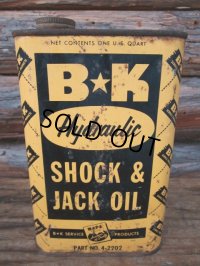 NET CONTENTS ONE U.S. QUART
B★K
Hydraulic
SOLD OUT
SHOCK &
JACK OIL
B★K SERVICE PRODUCTS
PART NO. 4-2202